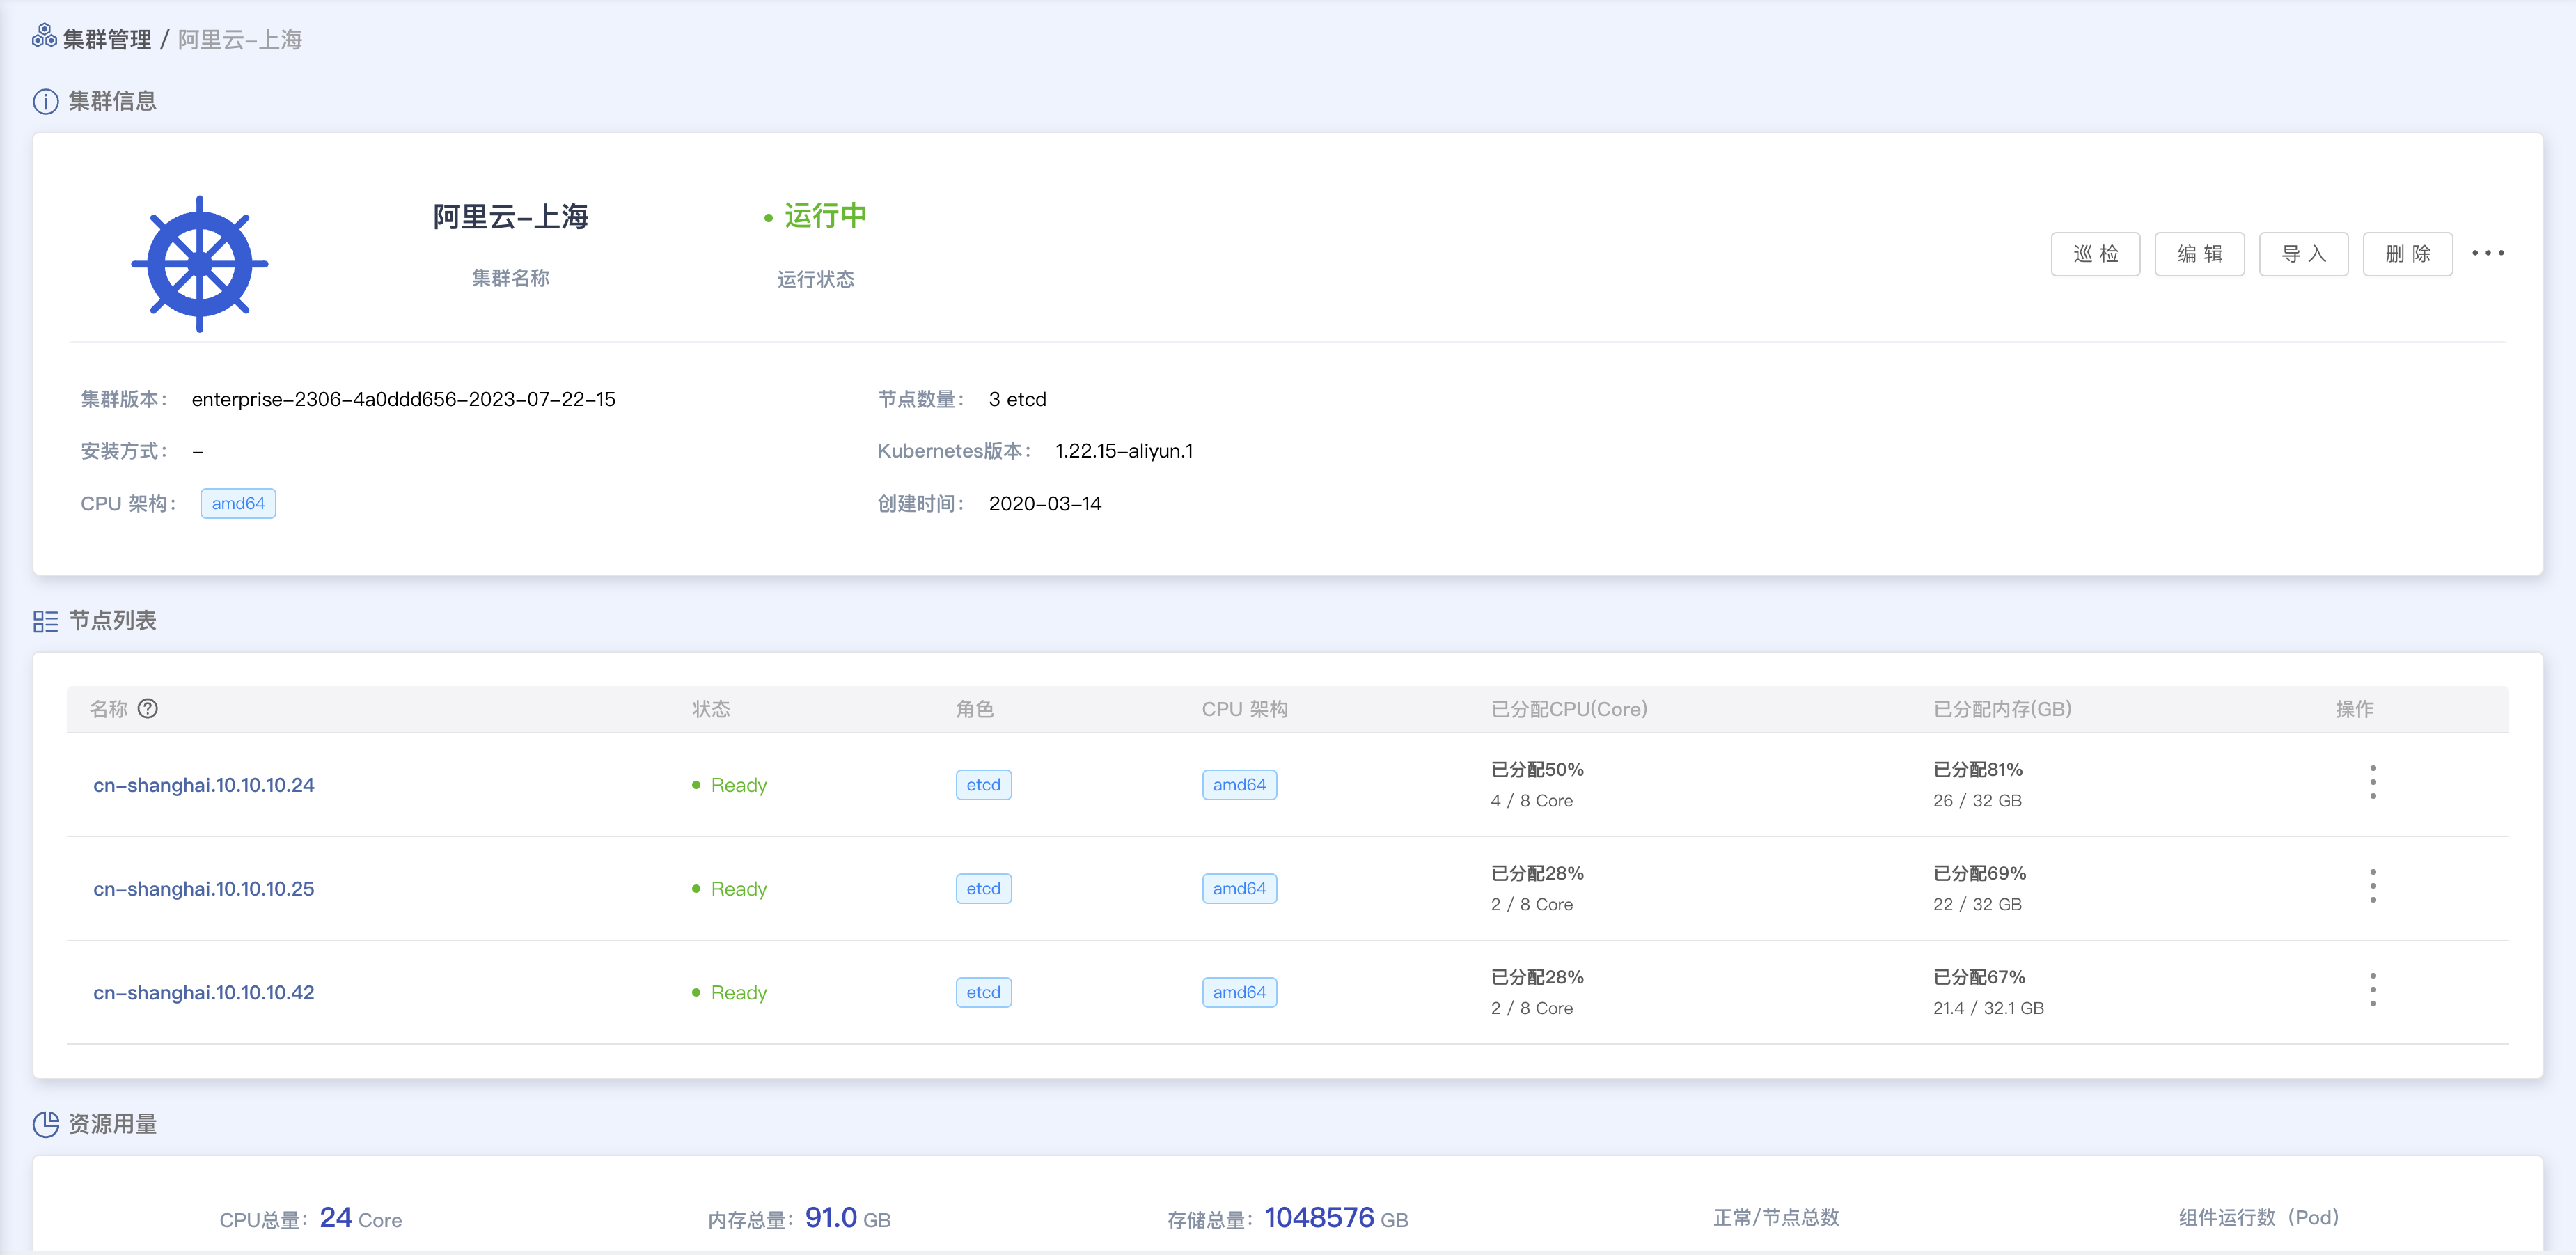 集群管理 / 阿里云-上海
集群信息
阿里云-上海
集群名称
运行中
运行状态
巡 检
编 辑
导 入
删 除
集群版本： enterprise-2306-4a0ddd656-2023-07-22-15
节点数量： 3 etcd
安装方式： -
Kubernetes版本： 1.22.15-aliyun.1
CPU 架构： amd64
创建时间： 2020-03-14
节点列表
名称 状态 角色 CPU 架构 已分配CPU(Core) 已分配内存(GB) 操作
cn-shanghai.10.10.10.24 Ready etcd amd64
已分配50%
4 / 8 Core
已分配81%
26 / 32 GB
cn-shanghai.10.10.10.25 Ready etcd amd64
已分配28%
2 / 8 Core
已分配69%
22 / 32 GB
cn-shanghai.10.10.10.42 Ready etcd amd64
已分配28%
2 / 8 Core
已分配67%
21.4 / 32.1 GB
资源用量
CPU总量： 24 Core
内存总量： 91.0 GB
存储总量： 1048576 GB
正常/节点总数
组件运行数（Pod）